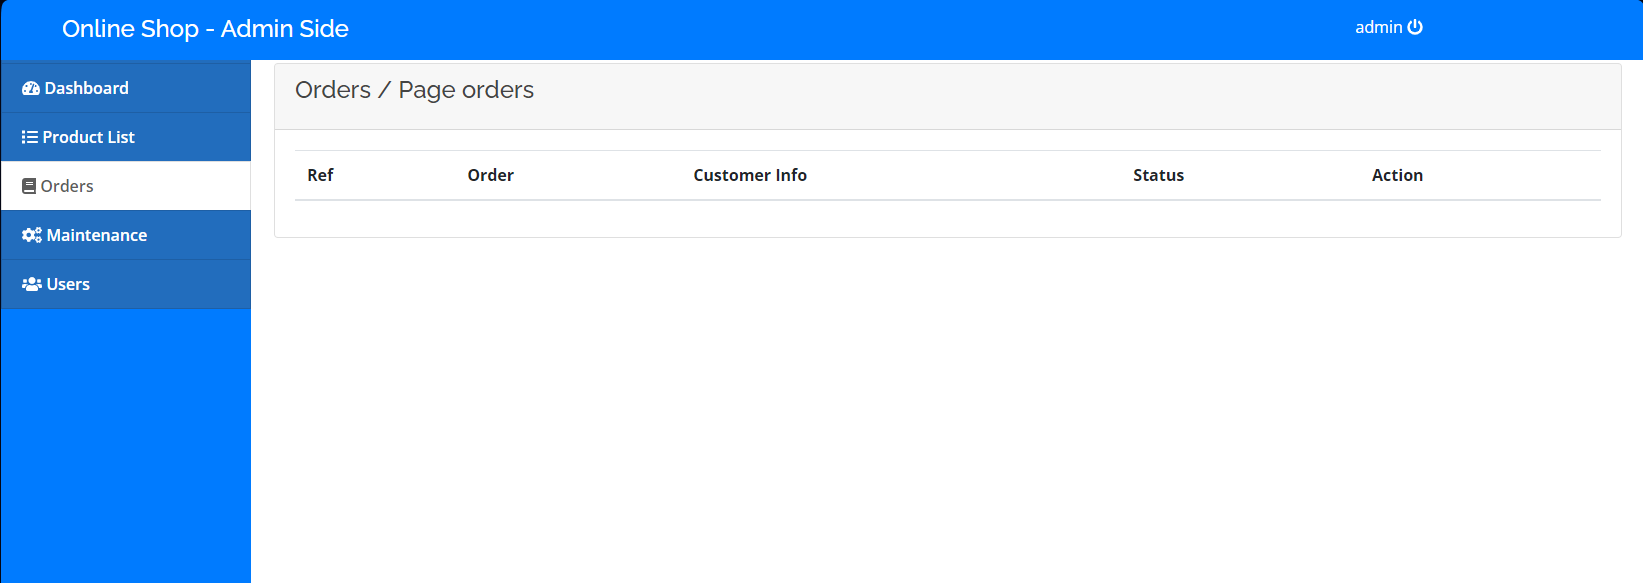 Online Shop - Admin Side
admin
Dashboard
Product List
Orders
Maintenance
Users
Orders / Page orders
Ref Order Customer Info Status Action